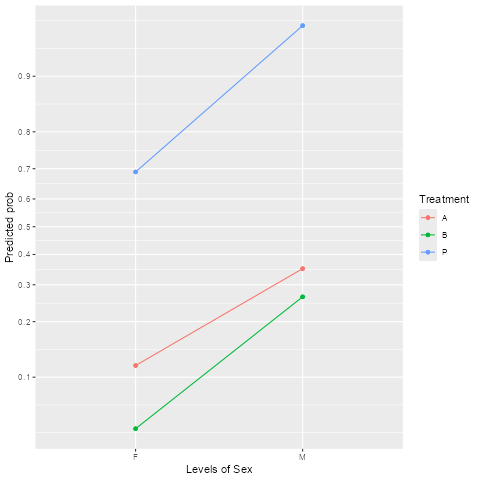 Predicted prob
0.9
0.8
0.7
0.6
0.5
0.4
0.3
0.2
0.1
F
M
Levels of Sex
Treatment
A
B
P